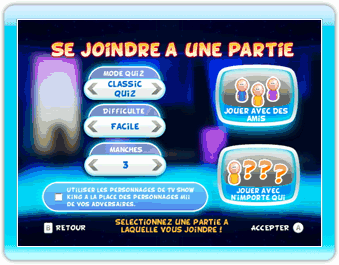 SE JOINDRE A UNE PARTIE
MODE QUIZ
CLASSIC
QUIZ
DIFFICULTE
FACILE
MANCHES
3
JOUER AVEC DES
AMIS
JOUER AVEC
N'IMPORTE QUI
UTILISER LES PERSONNAGES DE TV SHOW
KING A LA PLACE DES PERSONNAGES MII
DE VOS ADVERSAIRES.
B RETOUR
SELECTIONNEZ UNE PARTIE A
LAQUELLE VOUS JOINDRE !
ACCEPTER A